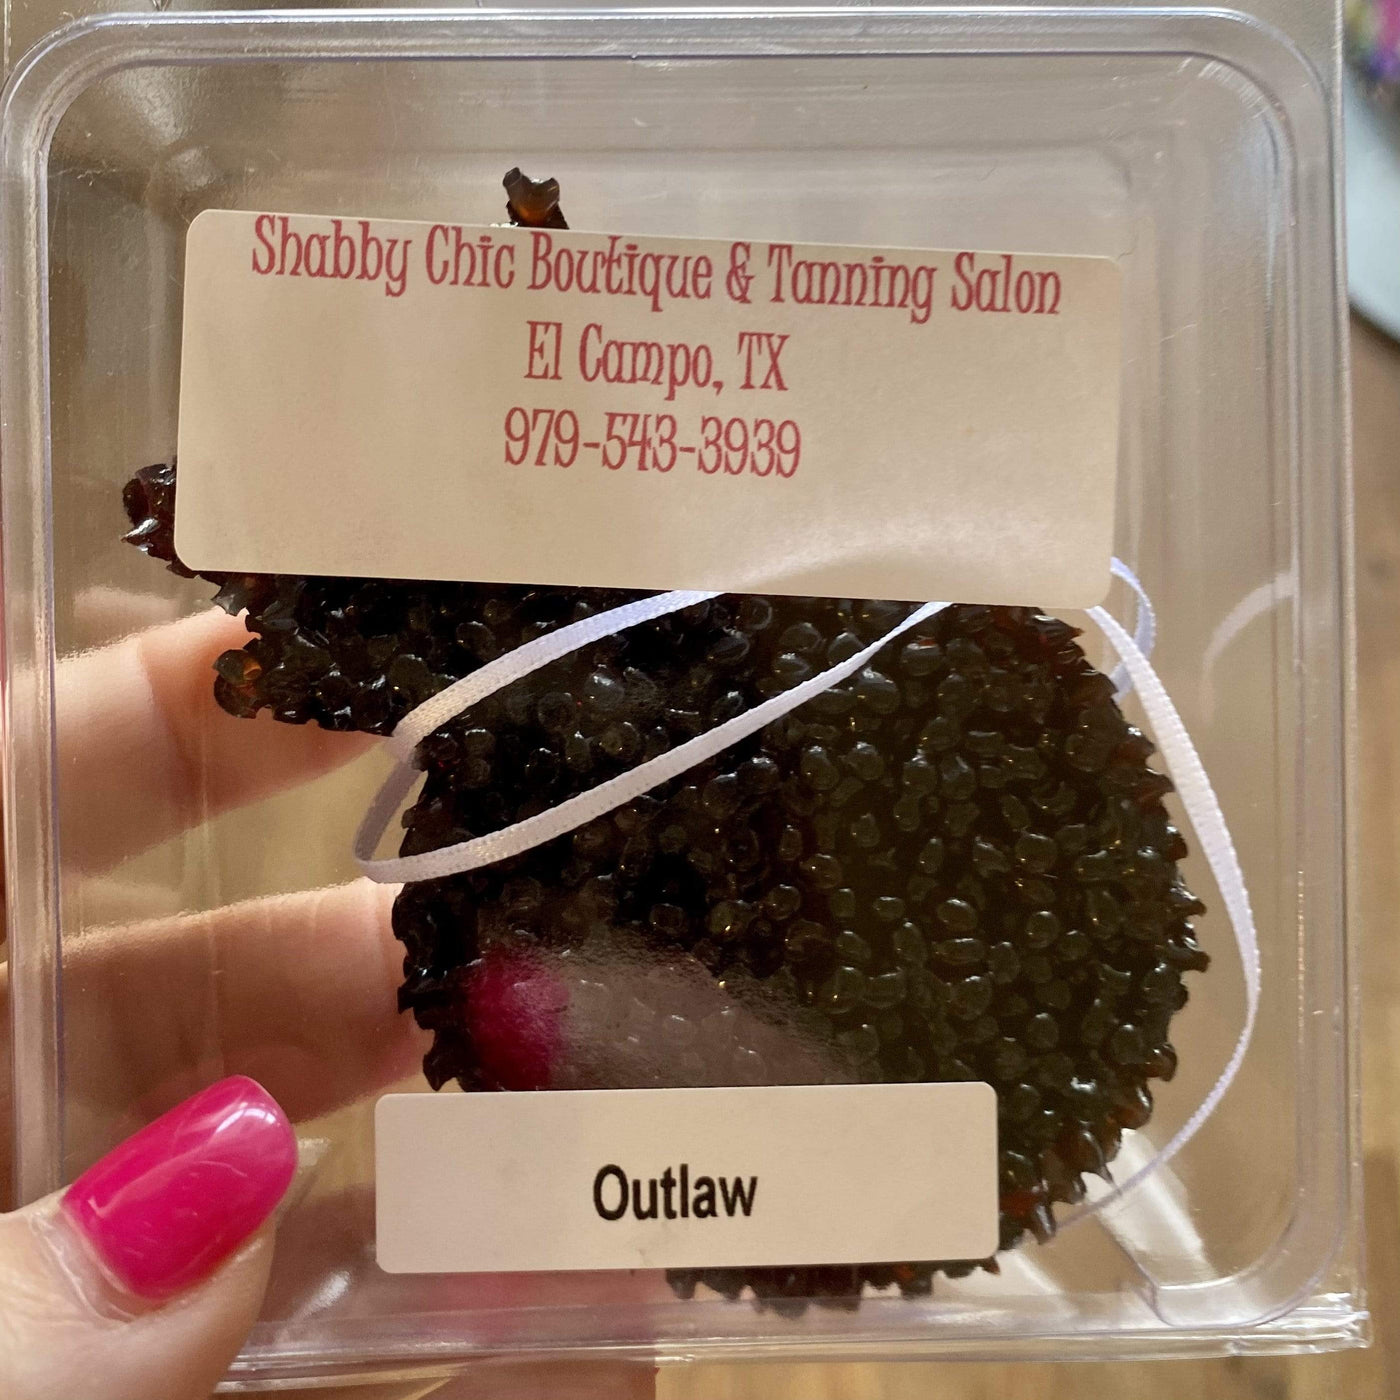 Shabby Chic Boutique & Tanning Salon
El Campo, TX
979-543-3939
Outlaw